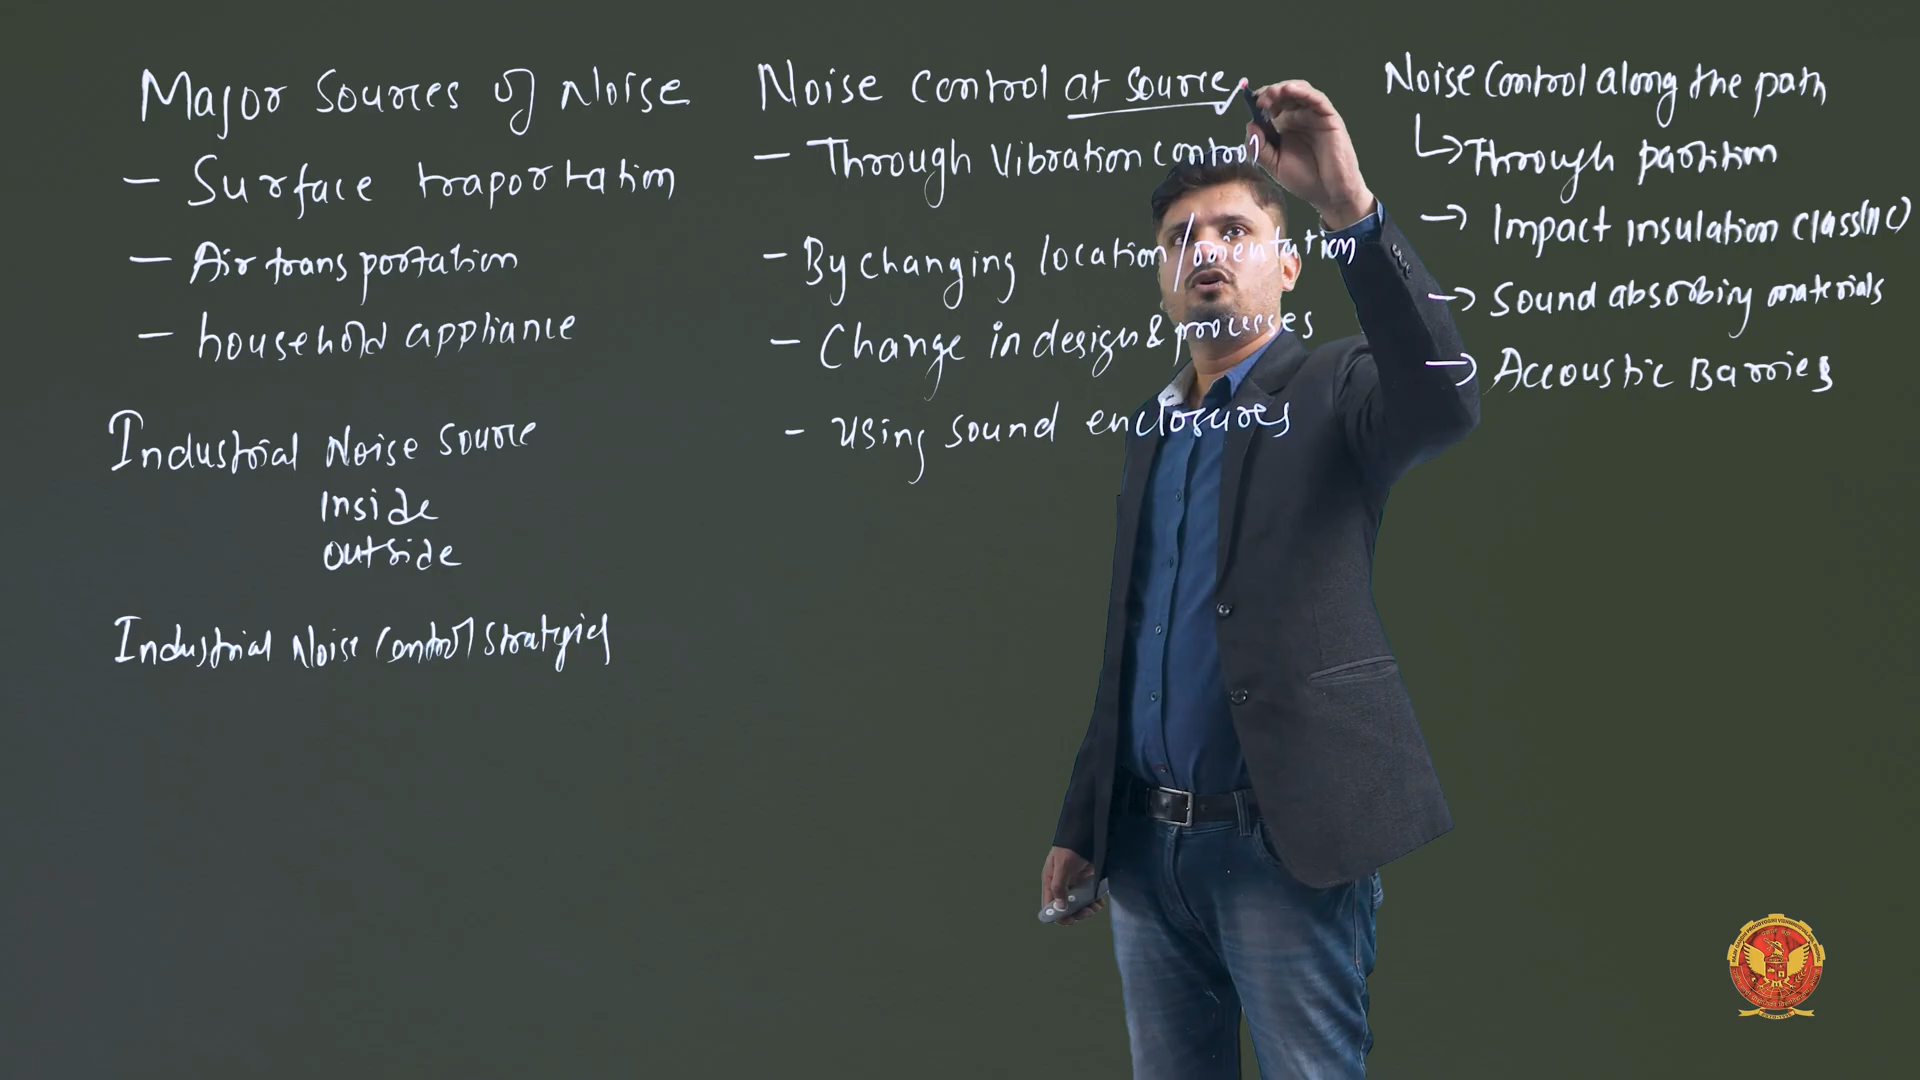 Major Sources of Noise
- Surface traportation
- Air transportation
- household appliance
Industrial Noise Source
Inside
outside
Industrial Noise Control Strategies
Noise control at source
- Through Vibration control
- By changing location/orientation
- Change in design & processes
- using sound enclosures
Noise Control along the path
↳ Through partition
→ Impact insulation class(IIC)
→ Sound absorbing materials
→ Accoustic Barries